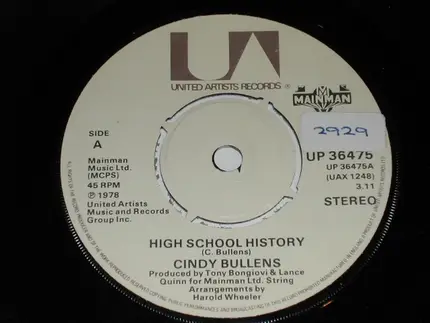 UA
UNITED ARTISTS RECORDS ®
M
MAINMAN
2929
SIDE
A
UP 36475
UP 36475A
(UAX 1248)
3.11
STEREO
Mainman
Music Ltd.
(MCPS)
45 RPM
℗ 1978
United Artists
Music and Records
Group Inc.
HIGH SCHOOL HISTORY
(C. Bullens)
CINDY BULLENS
Produced by Tony Bongiovi & Lance
Quinn for Mainman Ltd. String
Arrangements by
Harold Wheeler